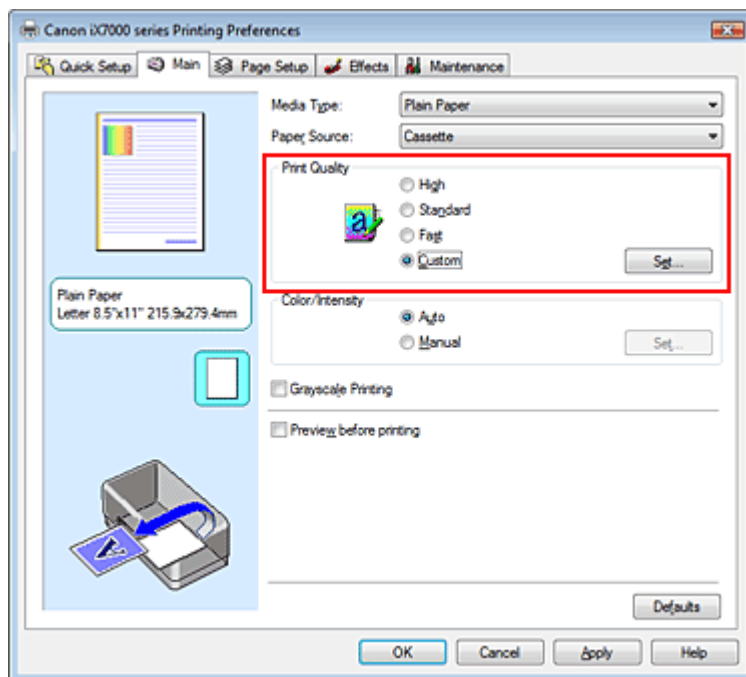 Canon iX7000 series Printing Preferences
Quick Setup Main Page Setup Effects Maintenance
Media Type: Plain Paper
Paper Source: Cassette
Print Quality
High
a
Standard
Fast
Custom Set...
Plain Paper
Letter 8.5"x11" 215.9x279.4mm
Color/Intensity
Auto
Manual Set...
Grayscale Printing
Preview before printing
A
Defaults
OK Cancel Apply Help